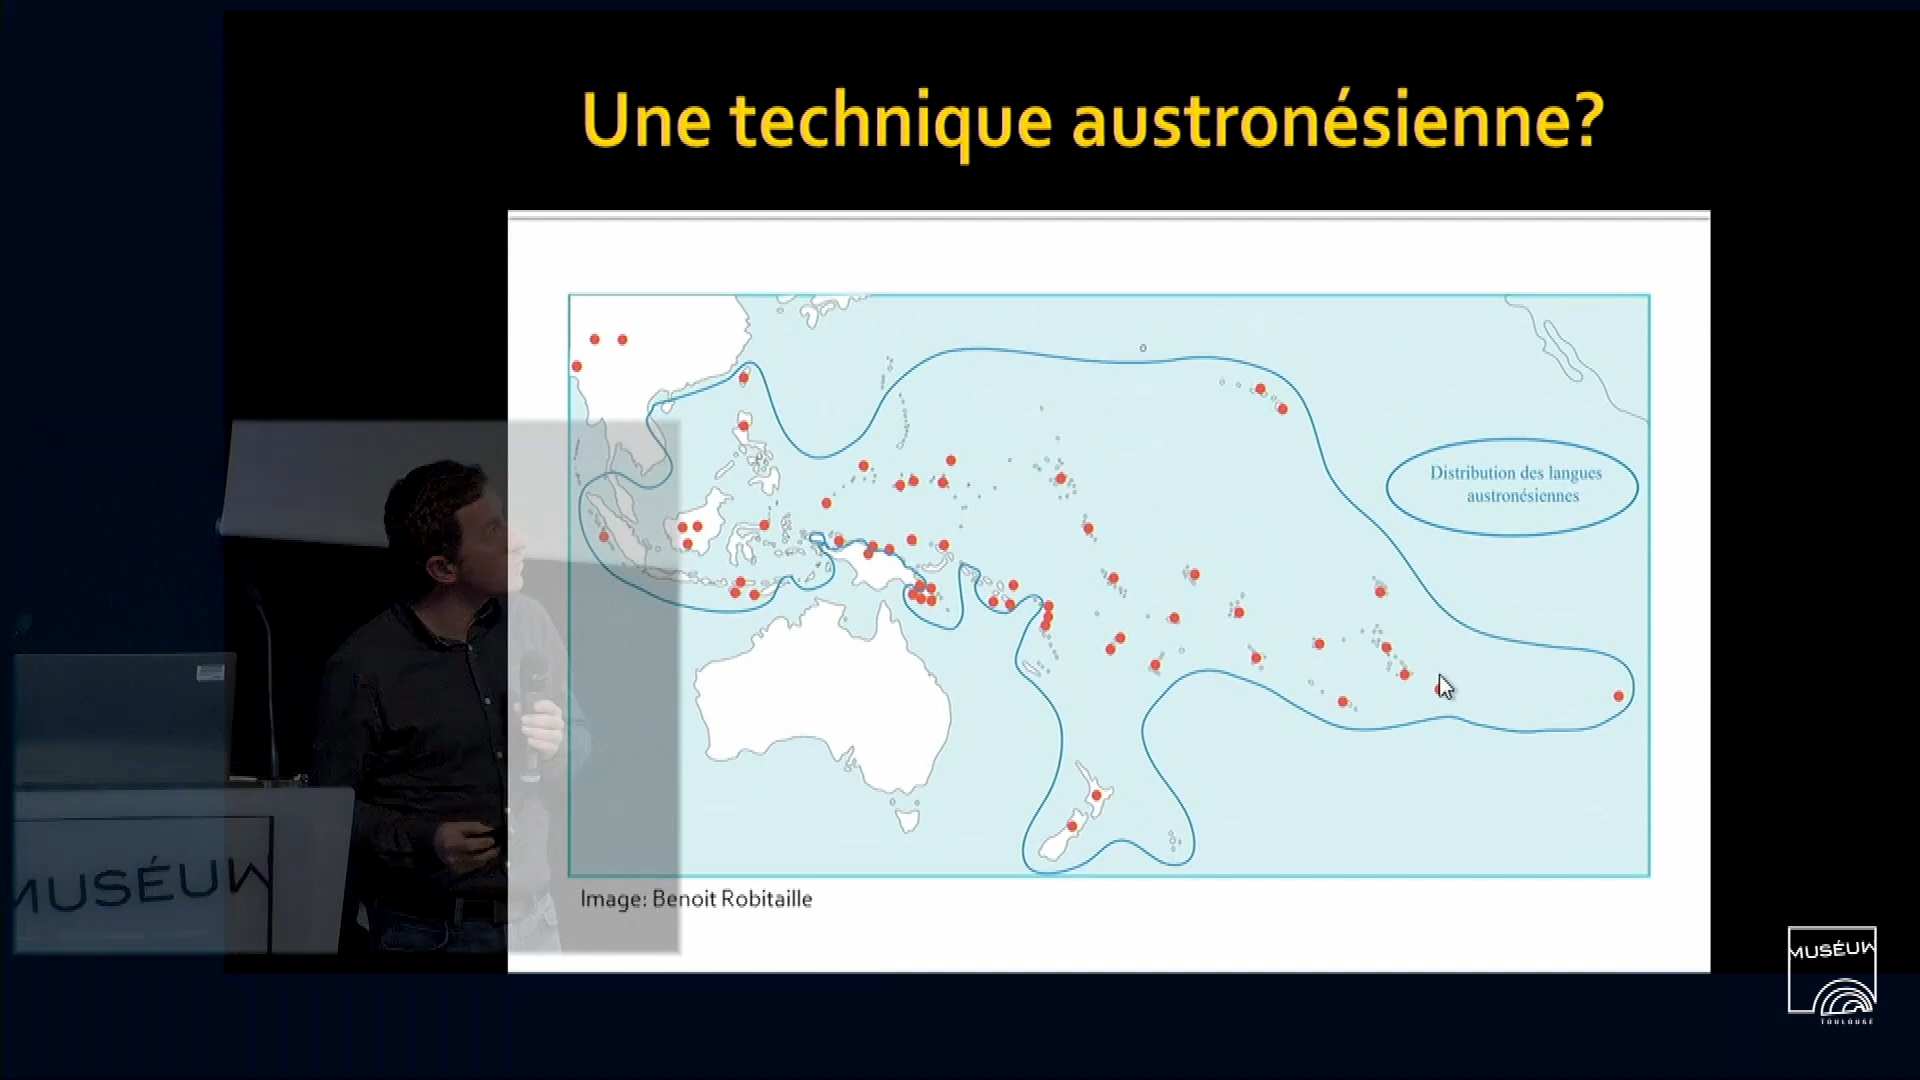 Une technique austronésienne?
Distribution des langues
austronésiennes
Image: Benoit Robitaille
MUSÉUM
MUSÉUM
TOULOUSE